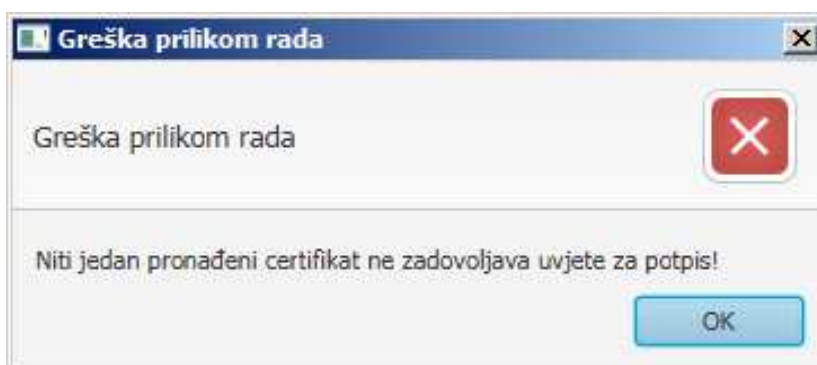 Greška prilikom rada
Greška prilikom rada
Niti jedan pronađeni certifikat ne zadovoljava uvjete za potpis!
OK